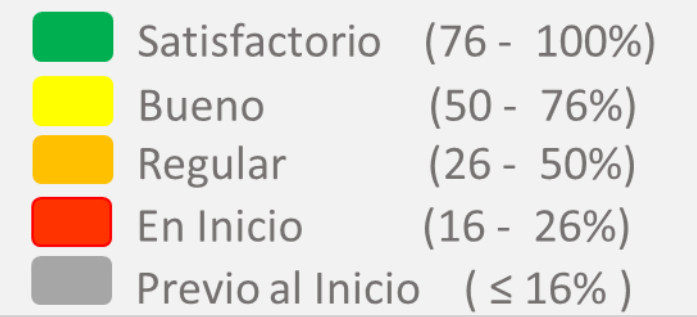 Satisfactorio (76 - 100%)
Bueno (50 - 76%)
Regular (26 - 50%)
En Inicio (16 - 26%)
Previo al Inicio ( ≤ 16% )